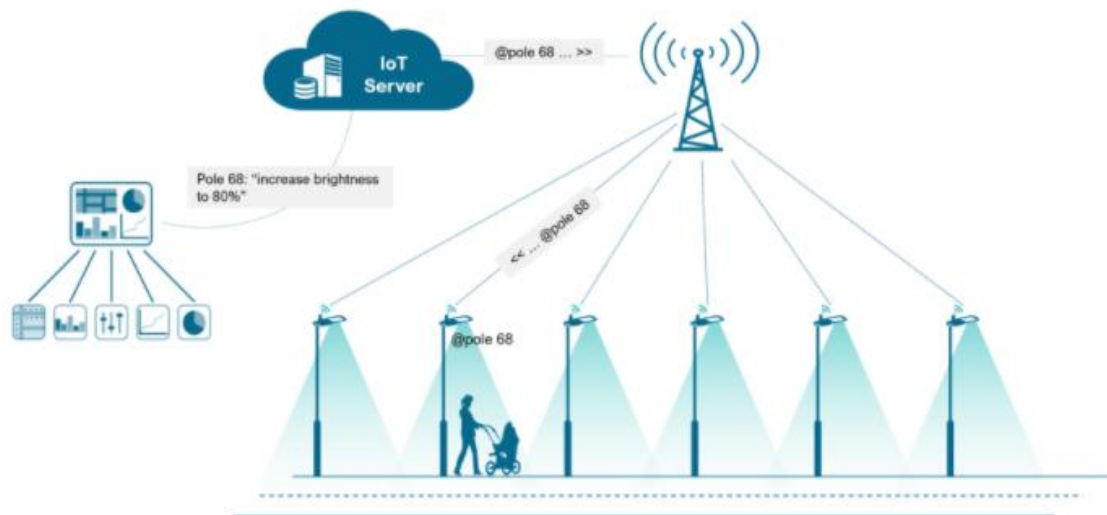 IoT
Server
@pole 68 ... >>
Pole 68: "increase brightness
to 80%"
<< ... @pole 68
@pole 68